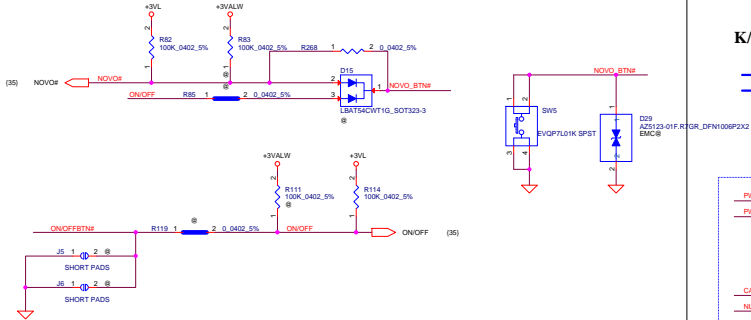 +3VL
+3VALW
R82
100K_0402_5%
R83
100K_0402_5%
@
R268 1 2 0_0402_5%
K/
(35) NOVO# NOVO#
D15
2
3
1
NOVO_BTN#
LBAT54CWT1G_SOT323-3
@
ON/OFF R85 1 2 0_0402_5%
@
NOVO_BTN#
SW5
EVQP7L01K SPST
1 2
3 4
D29
AZ5123-01F.R7GR_DFN1006P2X2
EMC@
1
2
+3VALW
+3VL
R111
100K_0402_5%
@
R114
100K_0402_5%
ON/OFFBTN# R119 1 2 0_0402_5%
@
ON/OFF ON/OFF (35)
J5 1 2 @
SHORT PADS
J6 1 2 @
SHORT PADS
CA
NU